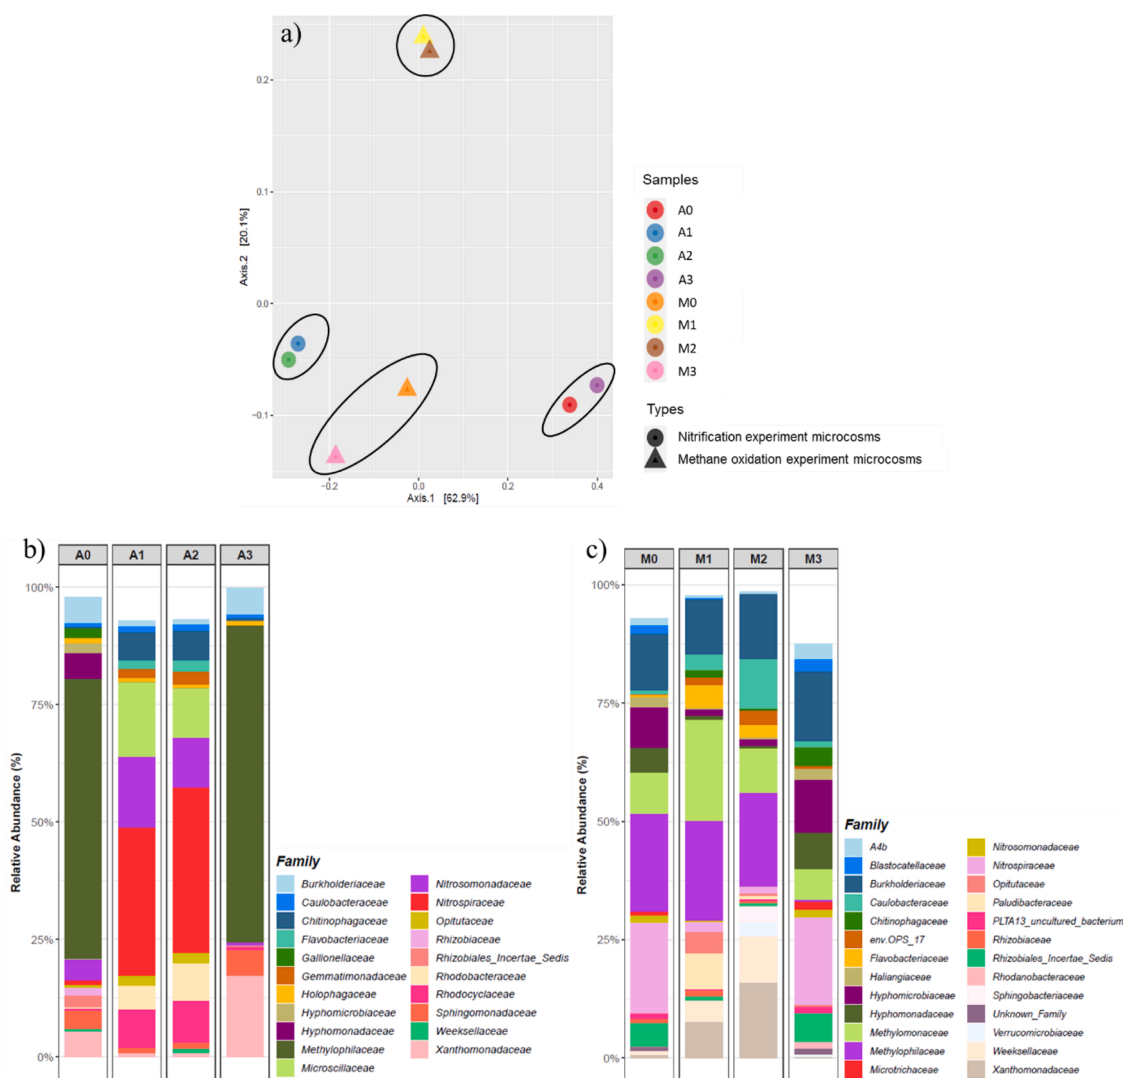 a)
0.2
0.1
0.0
−0.1
Axis.2 [20.1%]
−0.2
0.0
0.2
0.4
Axis.1 [62.9%]
Samples
A0
A1
A2
A3
M0
M1
M2
M3
Types
Nitrification experiment microcosms
Methane oxidation experiment microcosms
b)
A0
A1
A2
A3
100%
75%
50%
25%
0%
Relative Abundance (%)
Family
Burkholderiaceae
Caulobacteraceae
Chitinophagaceae
Flavobacteriaceae
Gallionellaceae
Gemmatimonadaceae
Holophagaceae
Hyphomicrobiaceae
Hyphomonadaceae
Methylophilaceae
Microscillaceae
Nitrosomonadaceae
Nitrospiraceae
Opitutaceae
Rhizobiaceae
Rhizobiales_Incertae_Sedis
Rhodobacteraceae
Rhodocyclaceae
Sphingomonadaceae
Weeksellaceae
Xanthomonadaceae
c)
M0
M1
M2
M3
100%
75%
50%
25%
0%
Relative Abundance (%)
Family
A4b
Blastocatellaceae
Burkholderiaceae
Caulobacteraceae
Chitinophagaceae
env.OPS_17
Flavobacteriaceae
Haliangiaceae
Hyphomicrobiaceae
Hyphomonadaceae
Methylomonaceae
Methylophilaceae
Microtrichaceae
Nitrosomonadaceae
Nitrospiraceae
Opitutaceae
Paludibacteraceae
PLTA13_uncultured_bacterium
Rhizobiaceae
Rhizobiales_Incertae_Sedis
Rhodanobacteraceae
Sphingobacteriaceae
Unknown_Family
Verrucomicrobiaceae
Weeksellaceae
Xanthomonadaceae